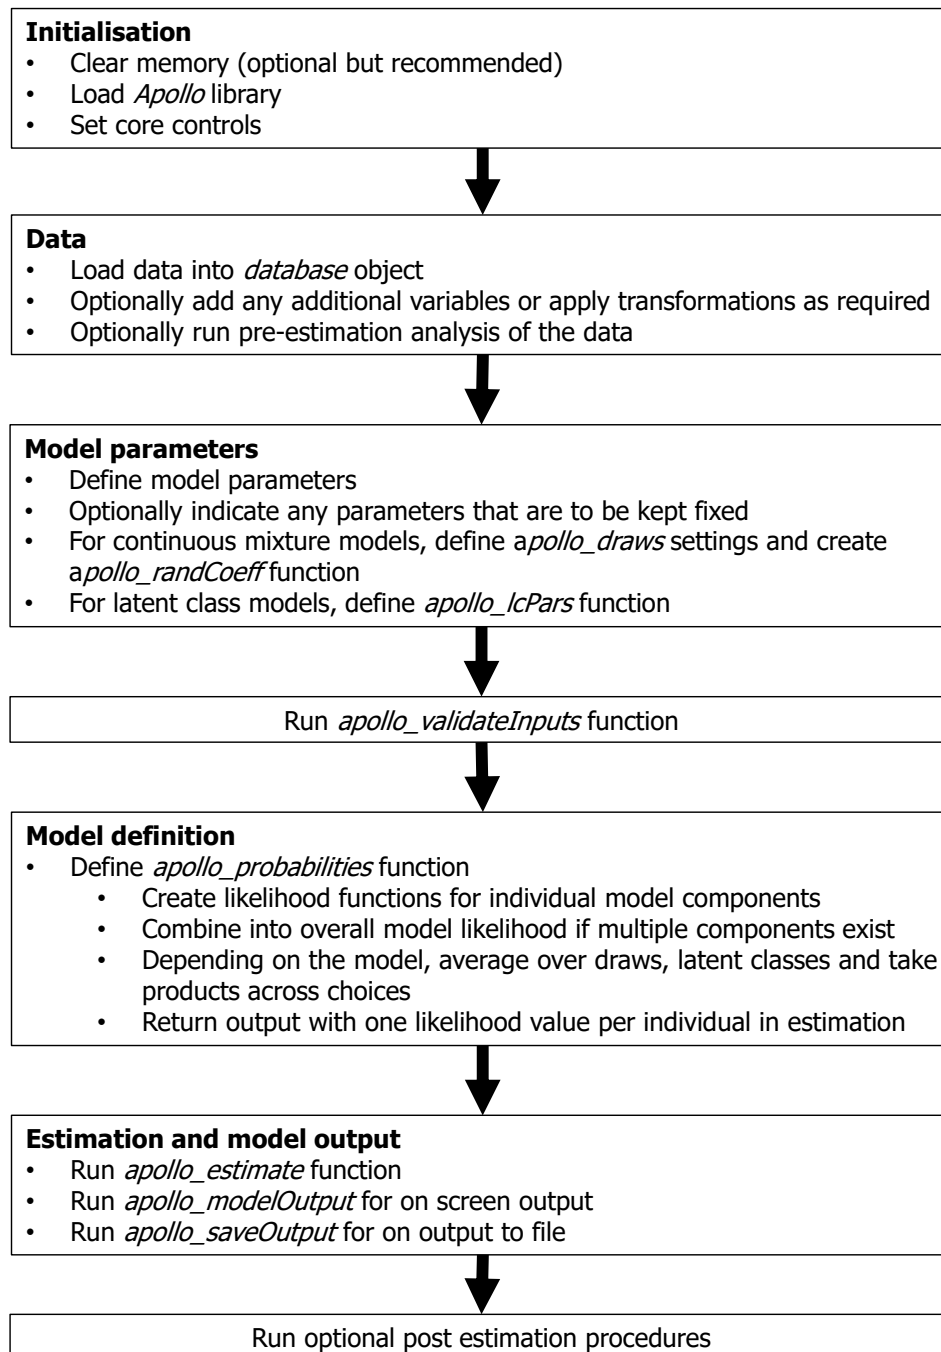 Initialisation
• Clear memory (optional but recommended)
• Load Apollo library
• Set core controls
Data
• Load data into database object
• Optionally add any additional variables or apply transformations as required
• Optionally run pre-estimation analysis of the data
Model parameters
• Define model parameters
• Optionally indicate any parameters that are to be kept fixed
• For continuous mixture models, define apollo_draws settings and create
apollo_randCoeff function
• For latent class models, define apollo_lcPars function
Run apollo_validateInputs function
Model definition
• Define apollo_probabilities function
• Create likelihood functions for individual model components
• Combine into overall model likelihood if multiple components exist
• Depending on the model, average over draws, latent classes and take
products across choices
• Return output with one likelihood value per individual in estimation
Estimation and model output
• Run apollo_estimate function
• Run apollo_modelOutput for on screen output
• Run apollo_saveOutput for on output to file
Run optional post estimation procedures